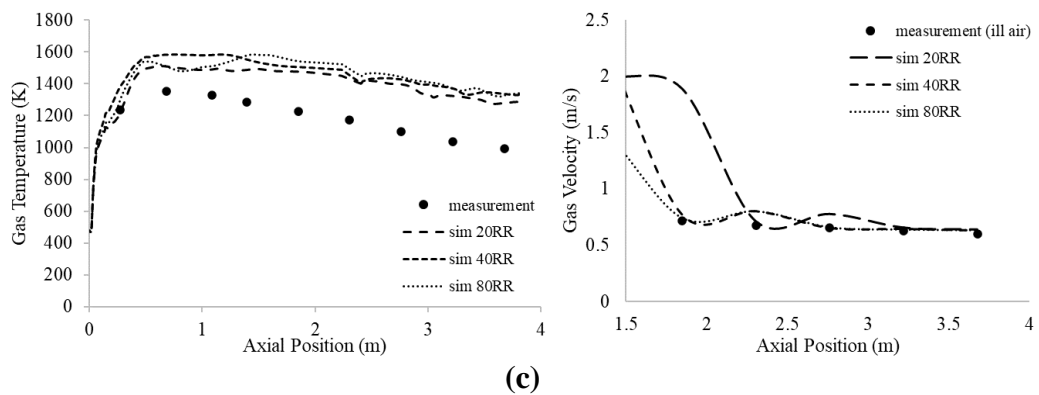 Gas Temperature (K)
1800
1600
1400
1200
1000
800
600
400
200
0
0 1 2 3 4
Axial Position (m)
measurement
sim 20RR
sim 40RR
sim 80RR
Gas Velocity (m/s)
2.5
2
1.5
1
0.5
0
1.5 2 2.5 3 3.5 4
Axial Position (m)
measurement (ill air)
sim 20RR
sim 40RR
sim 80RR
(c)